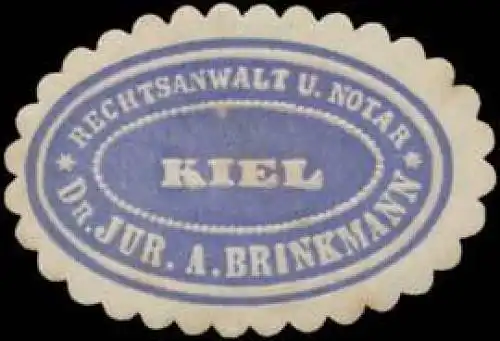 RECHTSANWALT U. NOTAR
KIEL
* DR. JUR. A. BRINKMANN *